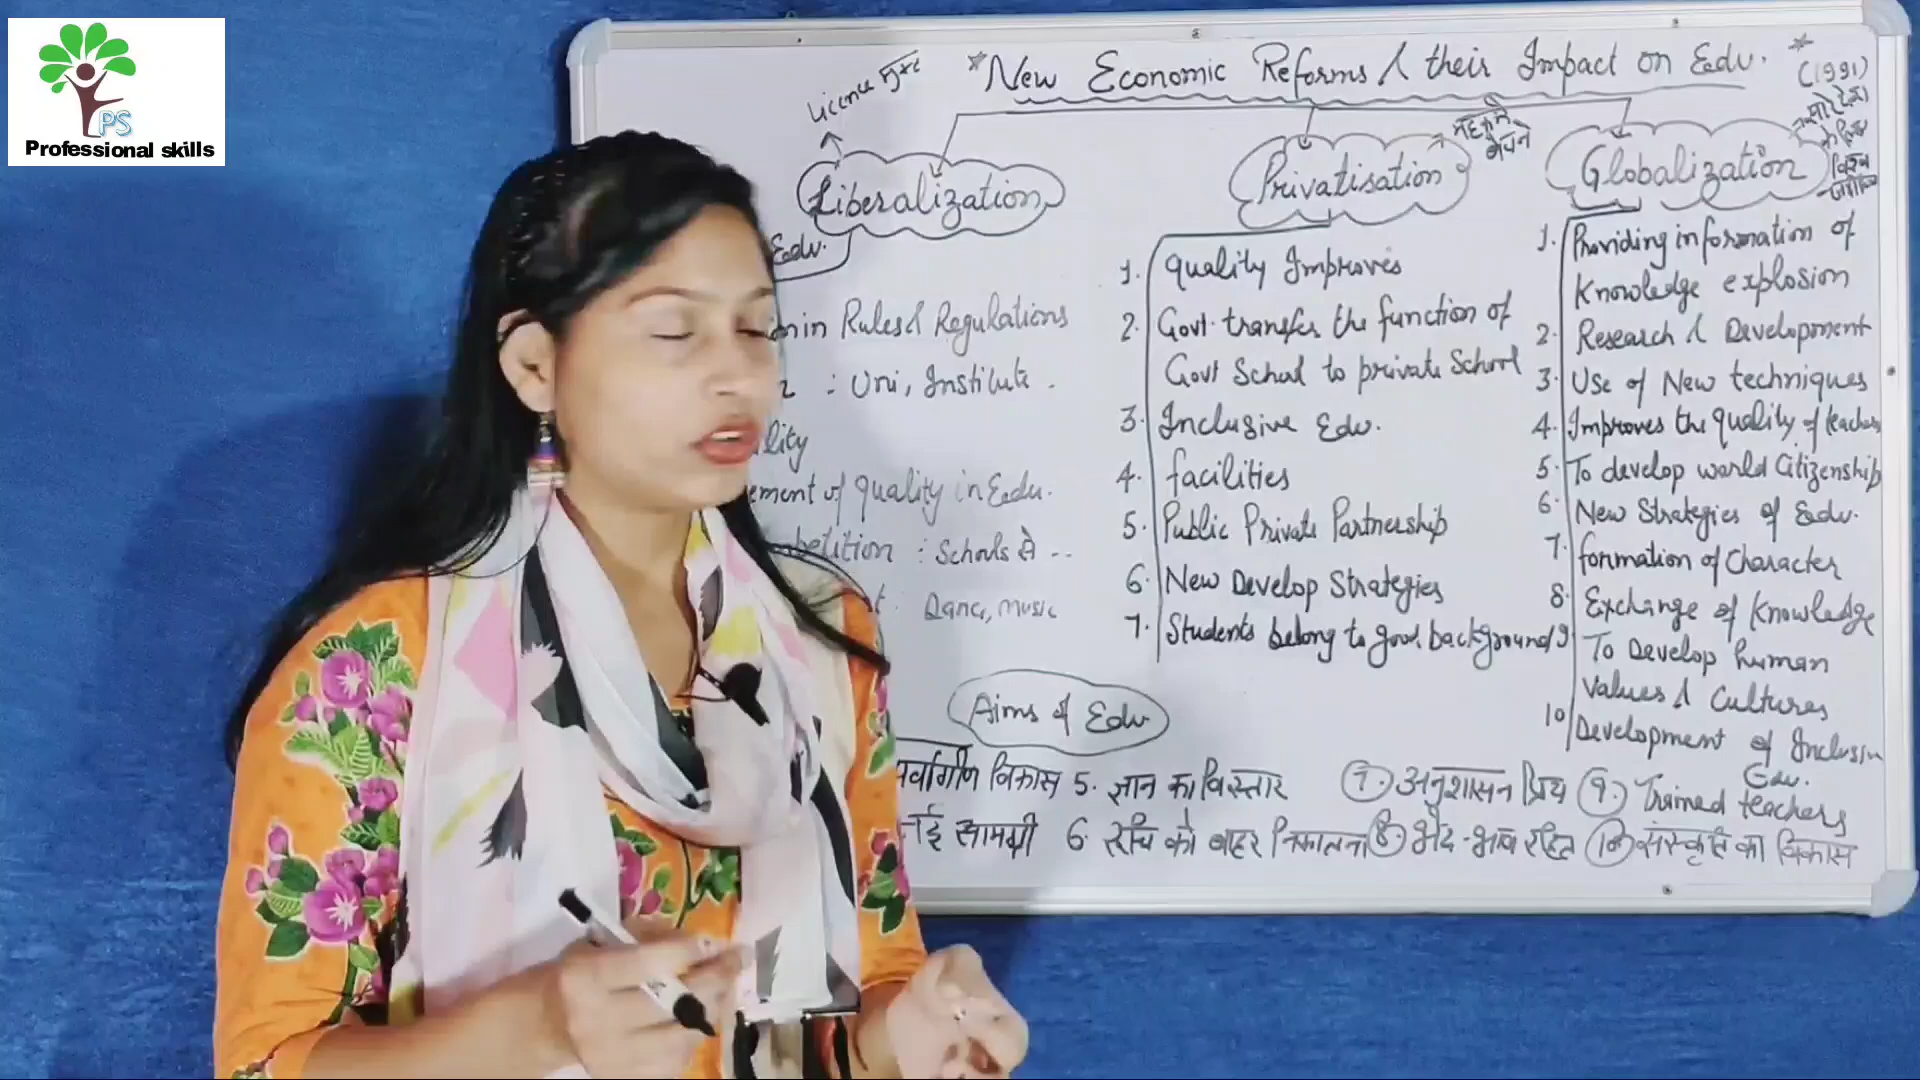 PS
Professional skills
*New Economic Reforms & their Impact on Edu. *
(1991)
Licence मुक्त
Liberalization
Privatisation
Globalization
Edu.
in Rules & Regulations
: Uni, Institute.
ement of quality in Edu.
: Schools से --
: Dance, music
1. Quality Improves
2. Govt. transfer the function of
Govt School to private School
3. Inclusive Edu.
4. facilities
5. Public Private Partnership
6. New Develop Strategies
7. Students belong to good background
1. Providing information of
Knowledge explosion
2. Research & Development
3. Use of New techniques
4. Improves the quality of teachers
5. To develop world Citizenship
6. New Strategies of Edu.
7. formation of Character
8. Exchange of Knowledge
9. To Develop human
Values & Cultures
10 Development of Inclusive
Edu.
Aims of Edu
विकास 5. ज्ञान का विस्तार 7. अनुशासन प्रिय 9. Trained teachers
सामग्री 6. रुचि को बाहर निकालना 8 भेद-भाव रहित 10 संस्कृति का विकास